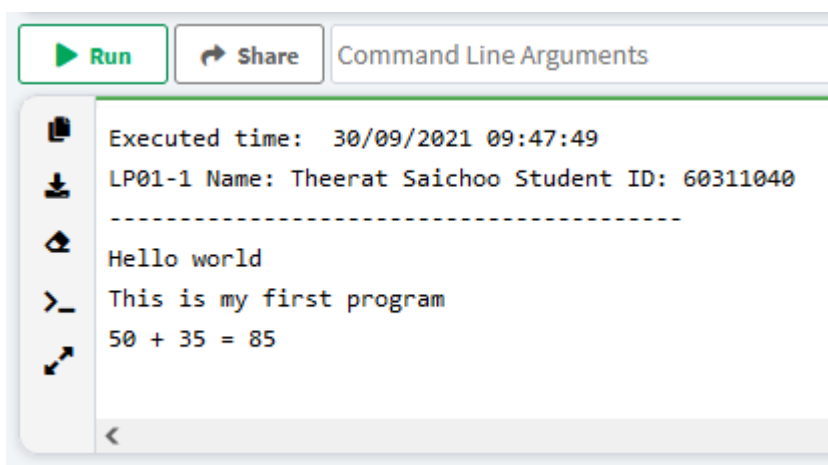 Run Share Command Line Arguments
Executed time:  30/09/2021 09:47:49
LP01-1 Name: Theerat Saichoo Student ID: 60311040
-----------------------------------------
Hello world
This is my first program
50 + 35 = 85